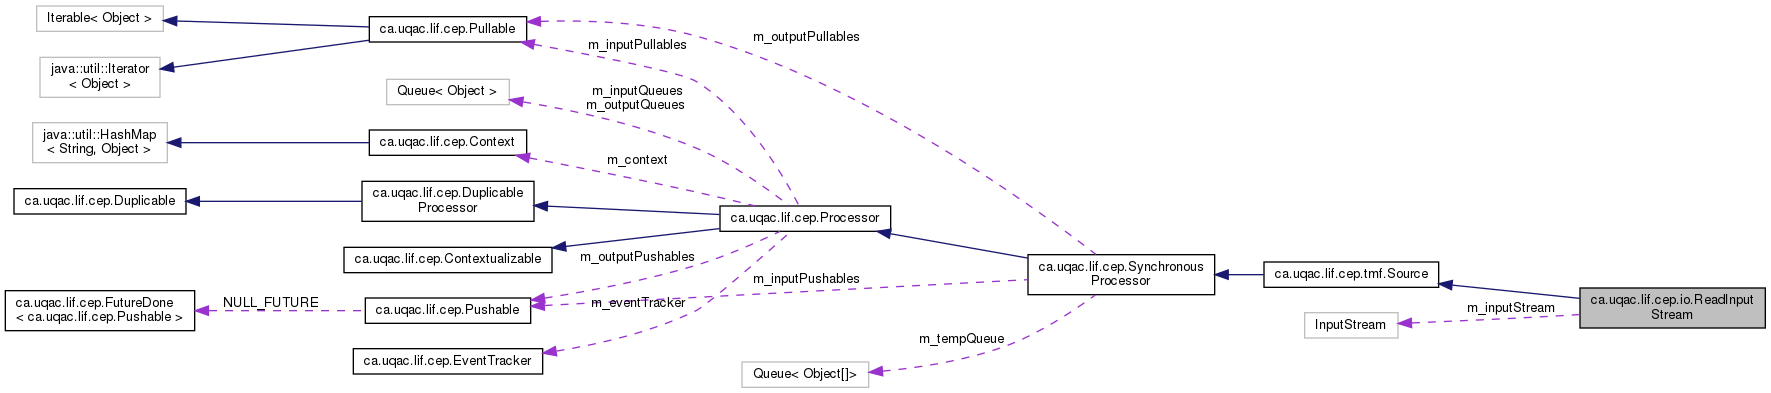 Iterable< Object >
ca.uqac.lif.cep.Pullable
m_outputPullables
m_inputPullables
java::util::Iterator
< Object >
Queue< Object >
m_inputQueues
m_outputQueues
java::util::HashMap
< String, Object >
ca.uqac.lif.cep.Context
m_context
ca.uqac.lif.cep.Duplicable
ca.uqac.lif.cep.Duplicable
Processor
ca.uqac.lif.cep.Processor
ca.uqac.lif.cep.Contextualizable
m_outputPushables
m_inputPushables
ca.uqac.lif.cep.Synchronous
Processor
ca.uqac.lif.cep.tmf.Source
ca.uqac.lif.cep.io.ReadInput
Stream
m_inputStream
InputStream
ca.uqac.lif.cep.FutureDone
< ca.uqac.lif.cep.Pushable >
NULL_FUTURE
ca.uqac.lif.cep.Pushable
m_eventTracker
m_tempQueue
ca.uqac.lif.cep.EventTracker
Queue< Object[]>